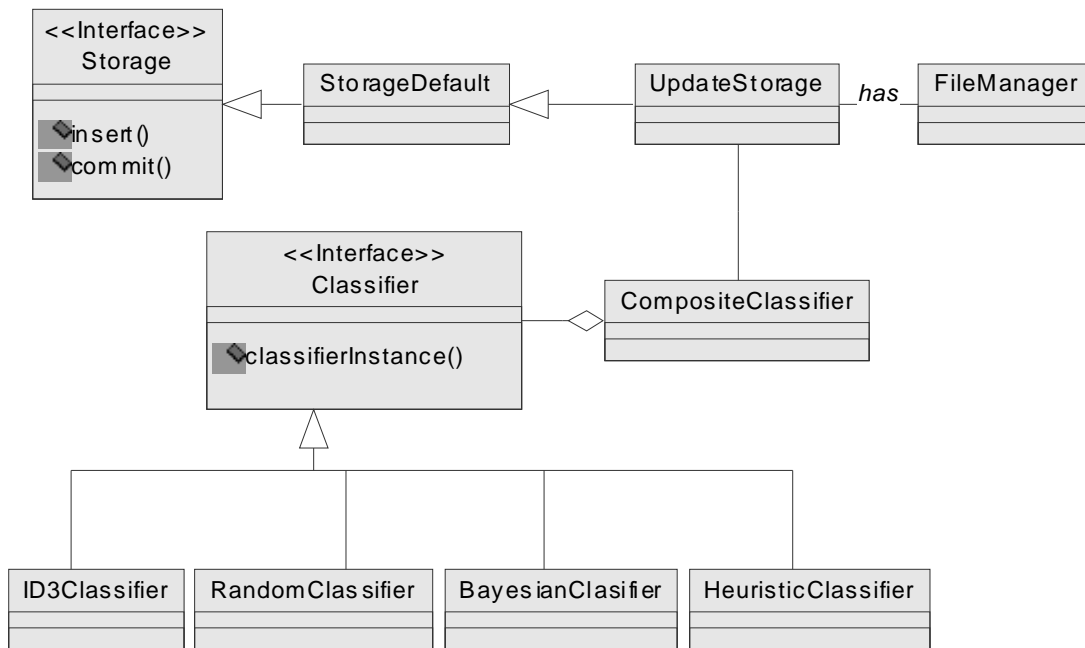 <<Interface>>
Storage
insert()
commit()
StorageDefault
UpdateStorage
has
FileManager
<<Interface>>
Classifier
classifierInstance()
CompositeClassifier
ID3Classifier
RandomClassifier
BayesianClasifier
HeuristicClassifier